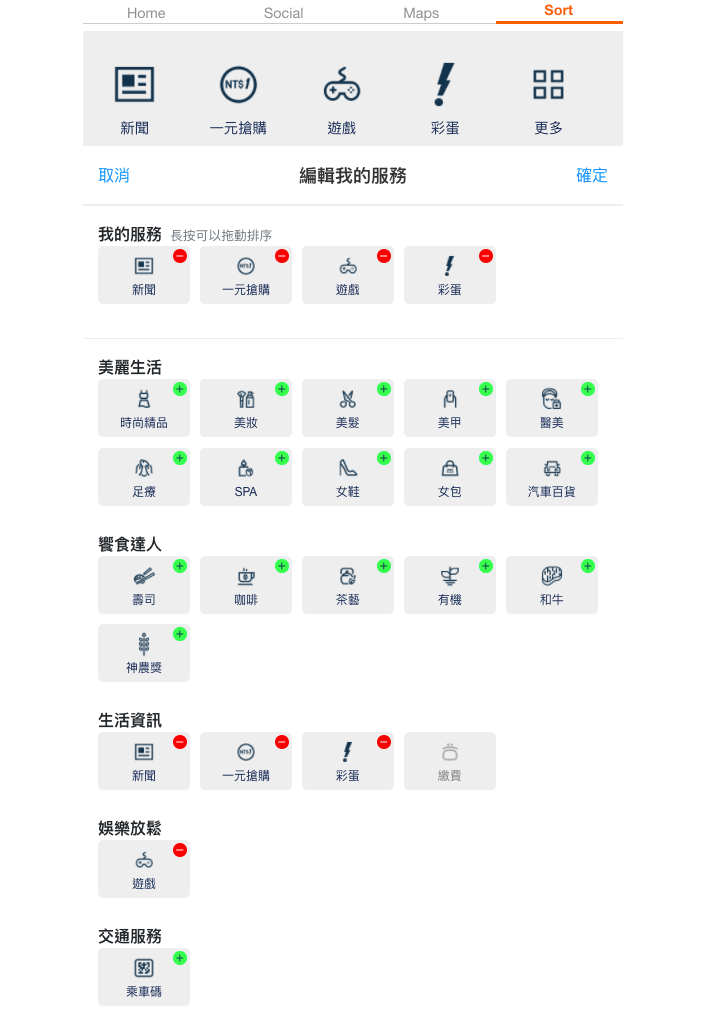 Home Social Maps Sort
NT$1
新聞 一元搶購 遊戲 彩蛋 更多
取消 編輯我的服務 確定
我的服務 長按可以拖動排序
NT$1
新聞 一元搶購 遊戲 彩蛋
美麗生活
時尚精品 美妝 美髮 美甲 醫美
足療 SPA 女鞋 女包 汽車百貨
饗食達人
壽司 咖啡 茶藝 有機 和牛
神農獎
生活資訊
NT$1
新聞 一元搶購 彩蛋 繳費
娛樂放鬆
遊戲
交通服務
乘車碼